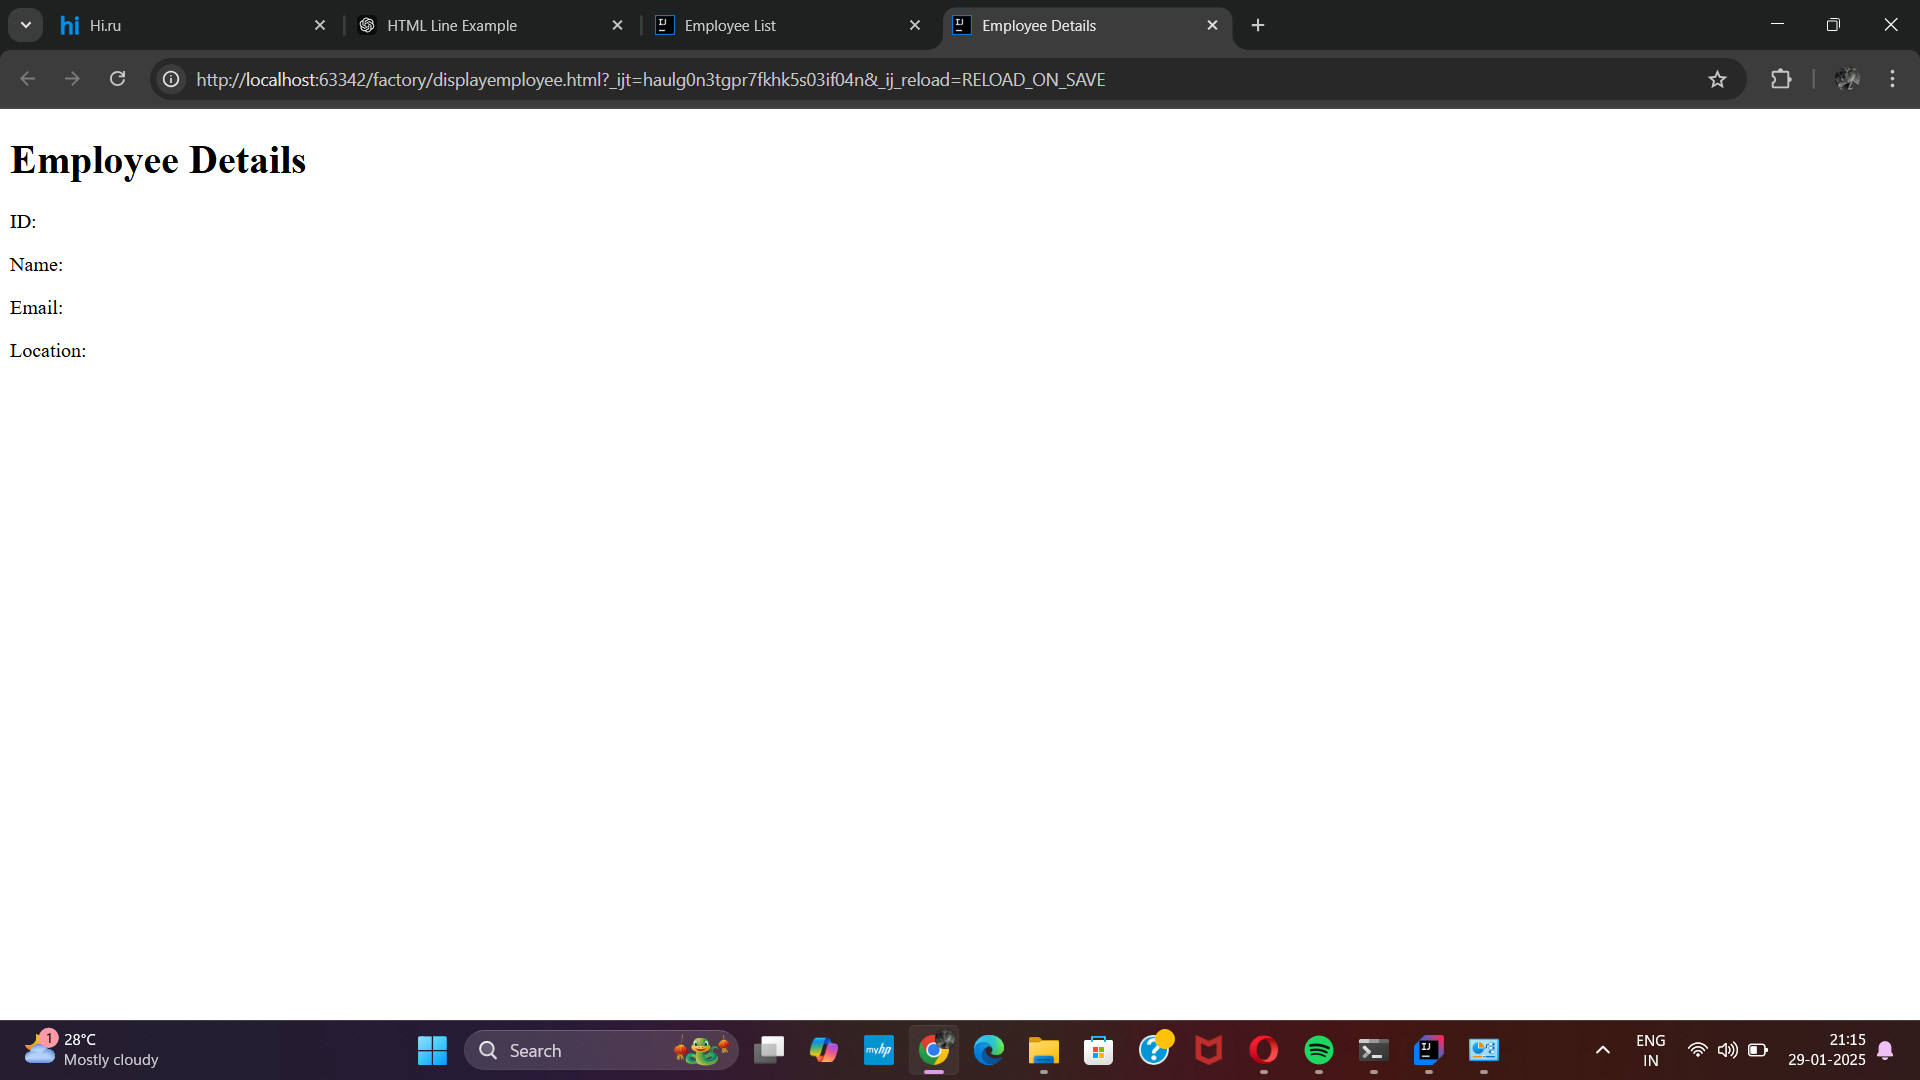 hi Hi.ru
HTML Line Example
Employee List
Employee Details
http://localhost:63342/factory/displayemployee.html?_ijt=haulg0n3tgpr7fkhk5s03if04n&_ij_reload=RELOAD_ON_SAVE
Employee Details
ID:
Name:
Email:
Location:
1
28°C
Mostly cloudy
Search
myhp
ENG
IN
21:15
29-01-2025